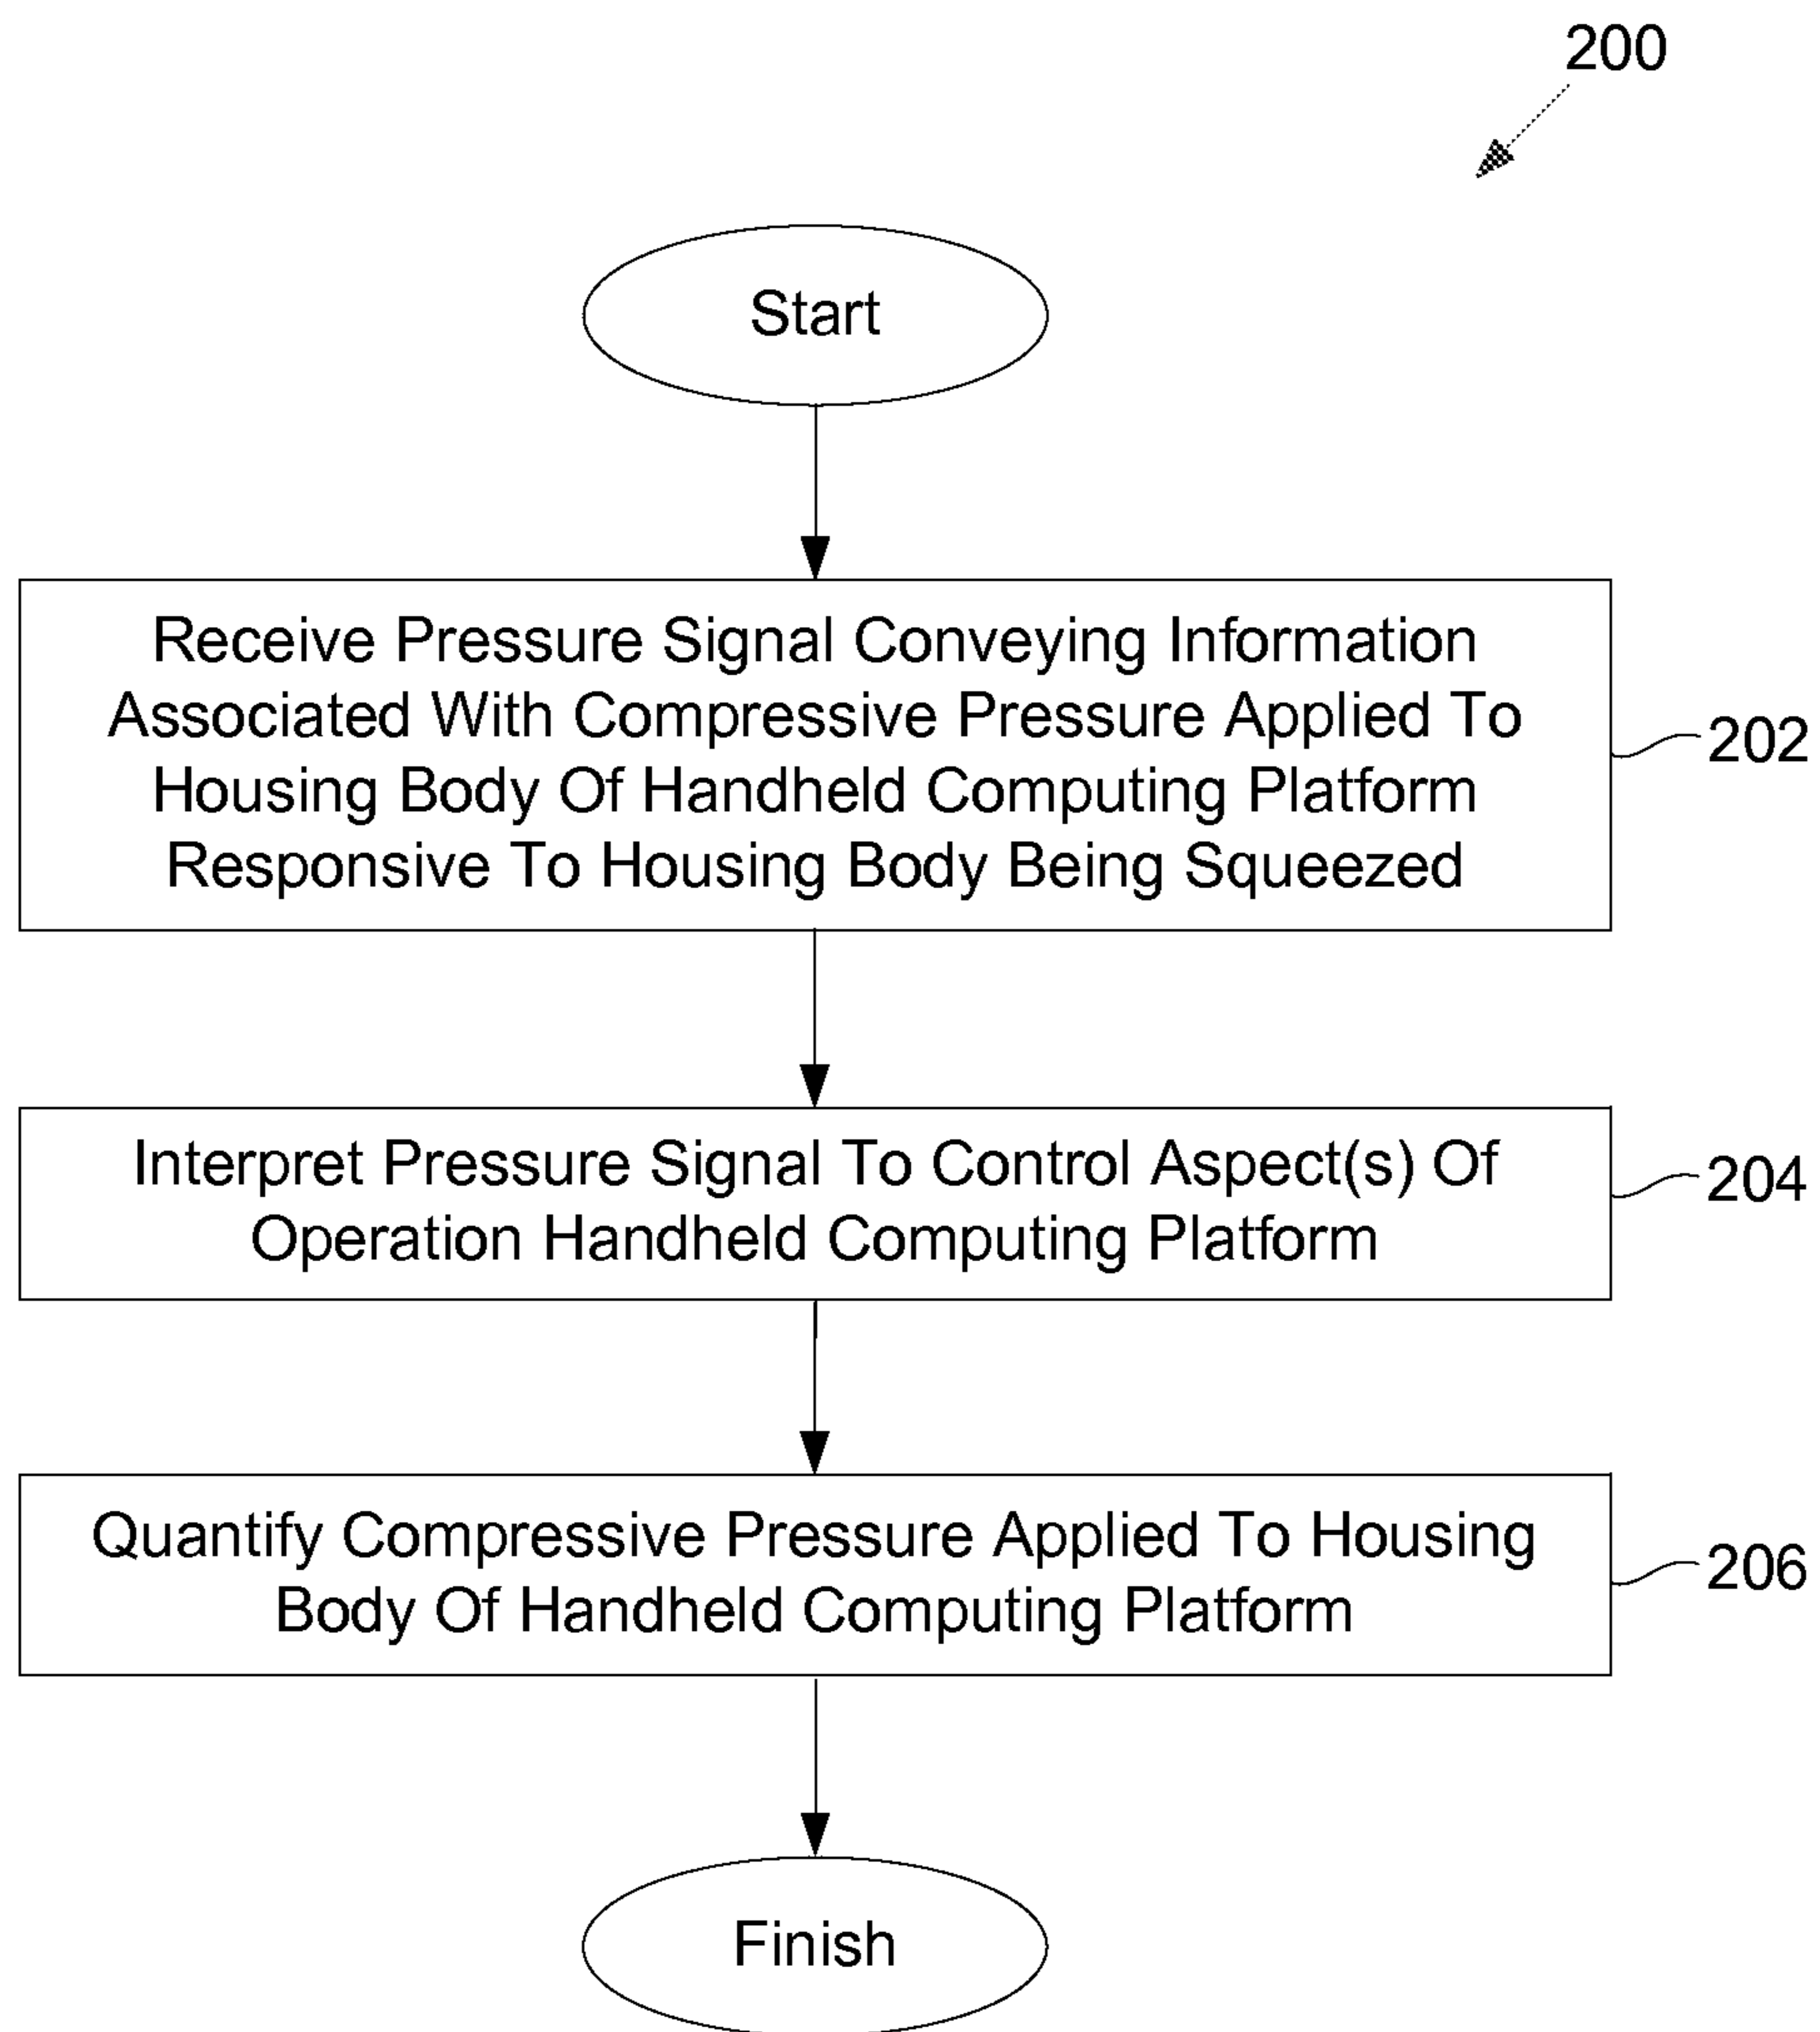 200
Start
Receive Pressure Signal Conveying Information
Associated With Compressive Pressure Applied To
Housing Body Of Handheld Computing Platform
Responsive To Housing Body Being Squeezed
202
Interpret Pressure Signal To Control Aspect(s) Of
Operation Handheld Computing Platform
204
Quantify Compressive Pressure Applied To Housing
Body Of Handheld Computing Platform
206
Finish